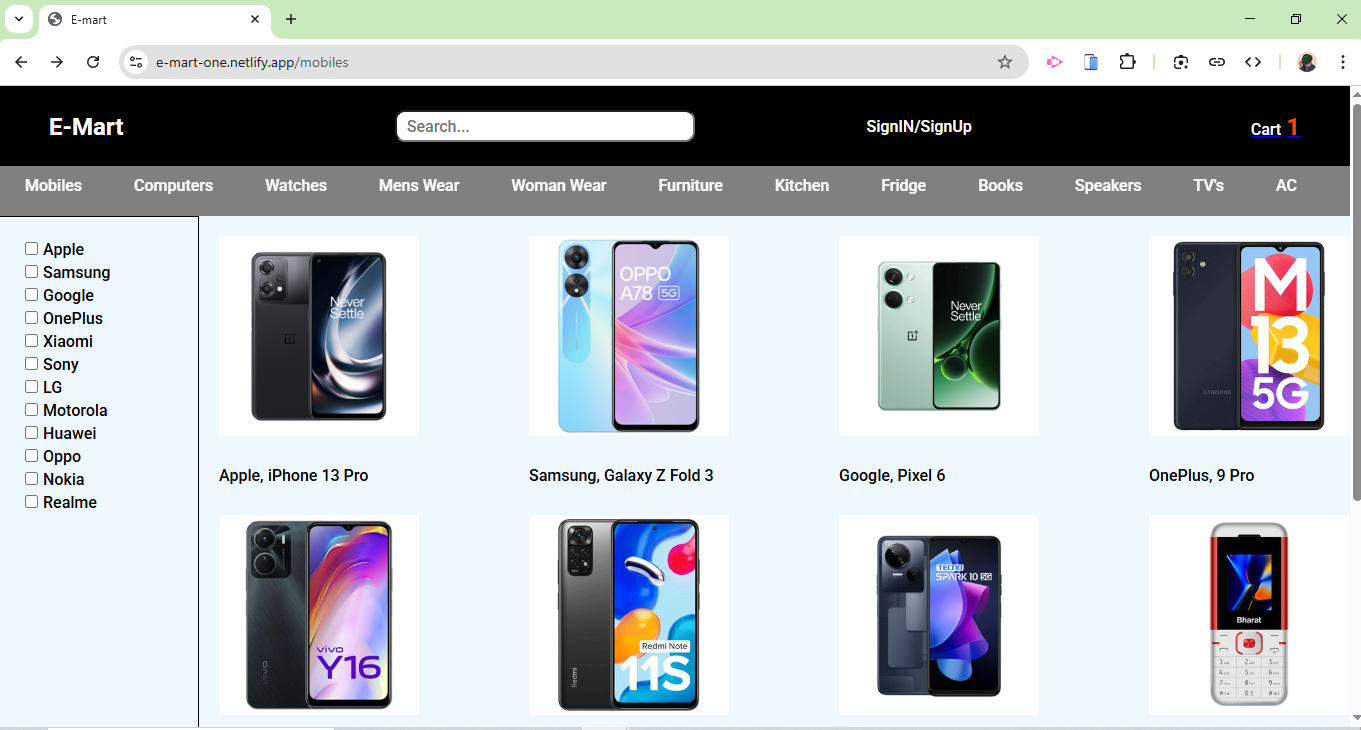 E-mart
e-mart-one.netlify.app/mobiles
E-Mart
Search...
SignIN/SignUp
Cart 1
Mobiles Computers Watches Mens Wear Woman Wear Furniture Kitchen Fridge Books Speakers TV's AC
Apple
Samsung
Google
OnePlus
Xiaomi
Sony
LG
Motorola
Huawei
Oppo
Nokia
Realme
Never
Settle
OPPO
A78 5G
Never
Settle
M
13
5G
SAMSUNG
Apple, iPhone 13 Pro
Samsung, Galaxy Z Fold 3
Google, Pixel 6
OnePlus, 9 Pro
vivo
vivo
Y16
Redmi
Redmi Note
11S
TECNO
SPARK 10 5G
Bharat